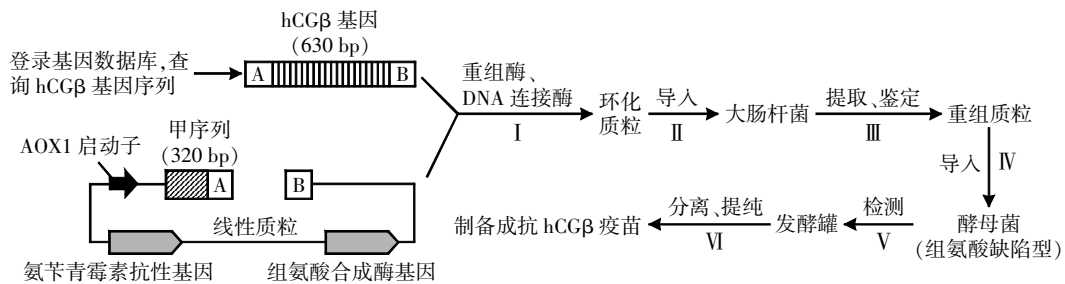 登录基因数据库,查
询 hCGβ 基因序列
hCGβ 基因
(630 bp)
A
B
AOX1 启动子
甲序列
(320 bp)
A
B
线性质粒
氨苄青霉素抗性基因
组氨酸合成酶基因
重组酶、
DNA 连接酶
Ⅰ
环化
质粒
导入
Ⅱ
大肠杆菌
提取、鉴定
Ⅲ
重组质粒
导入
Ⅳ
酵母菌
(组氨酸缺陷型)
检测
Ⅴ
发酵罐
分离、提纯
Ⅵ
制备成抗 hCGβ 疫苗